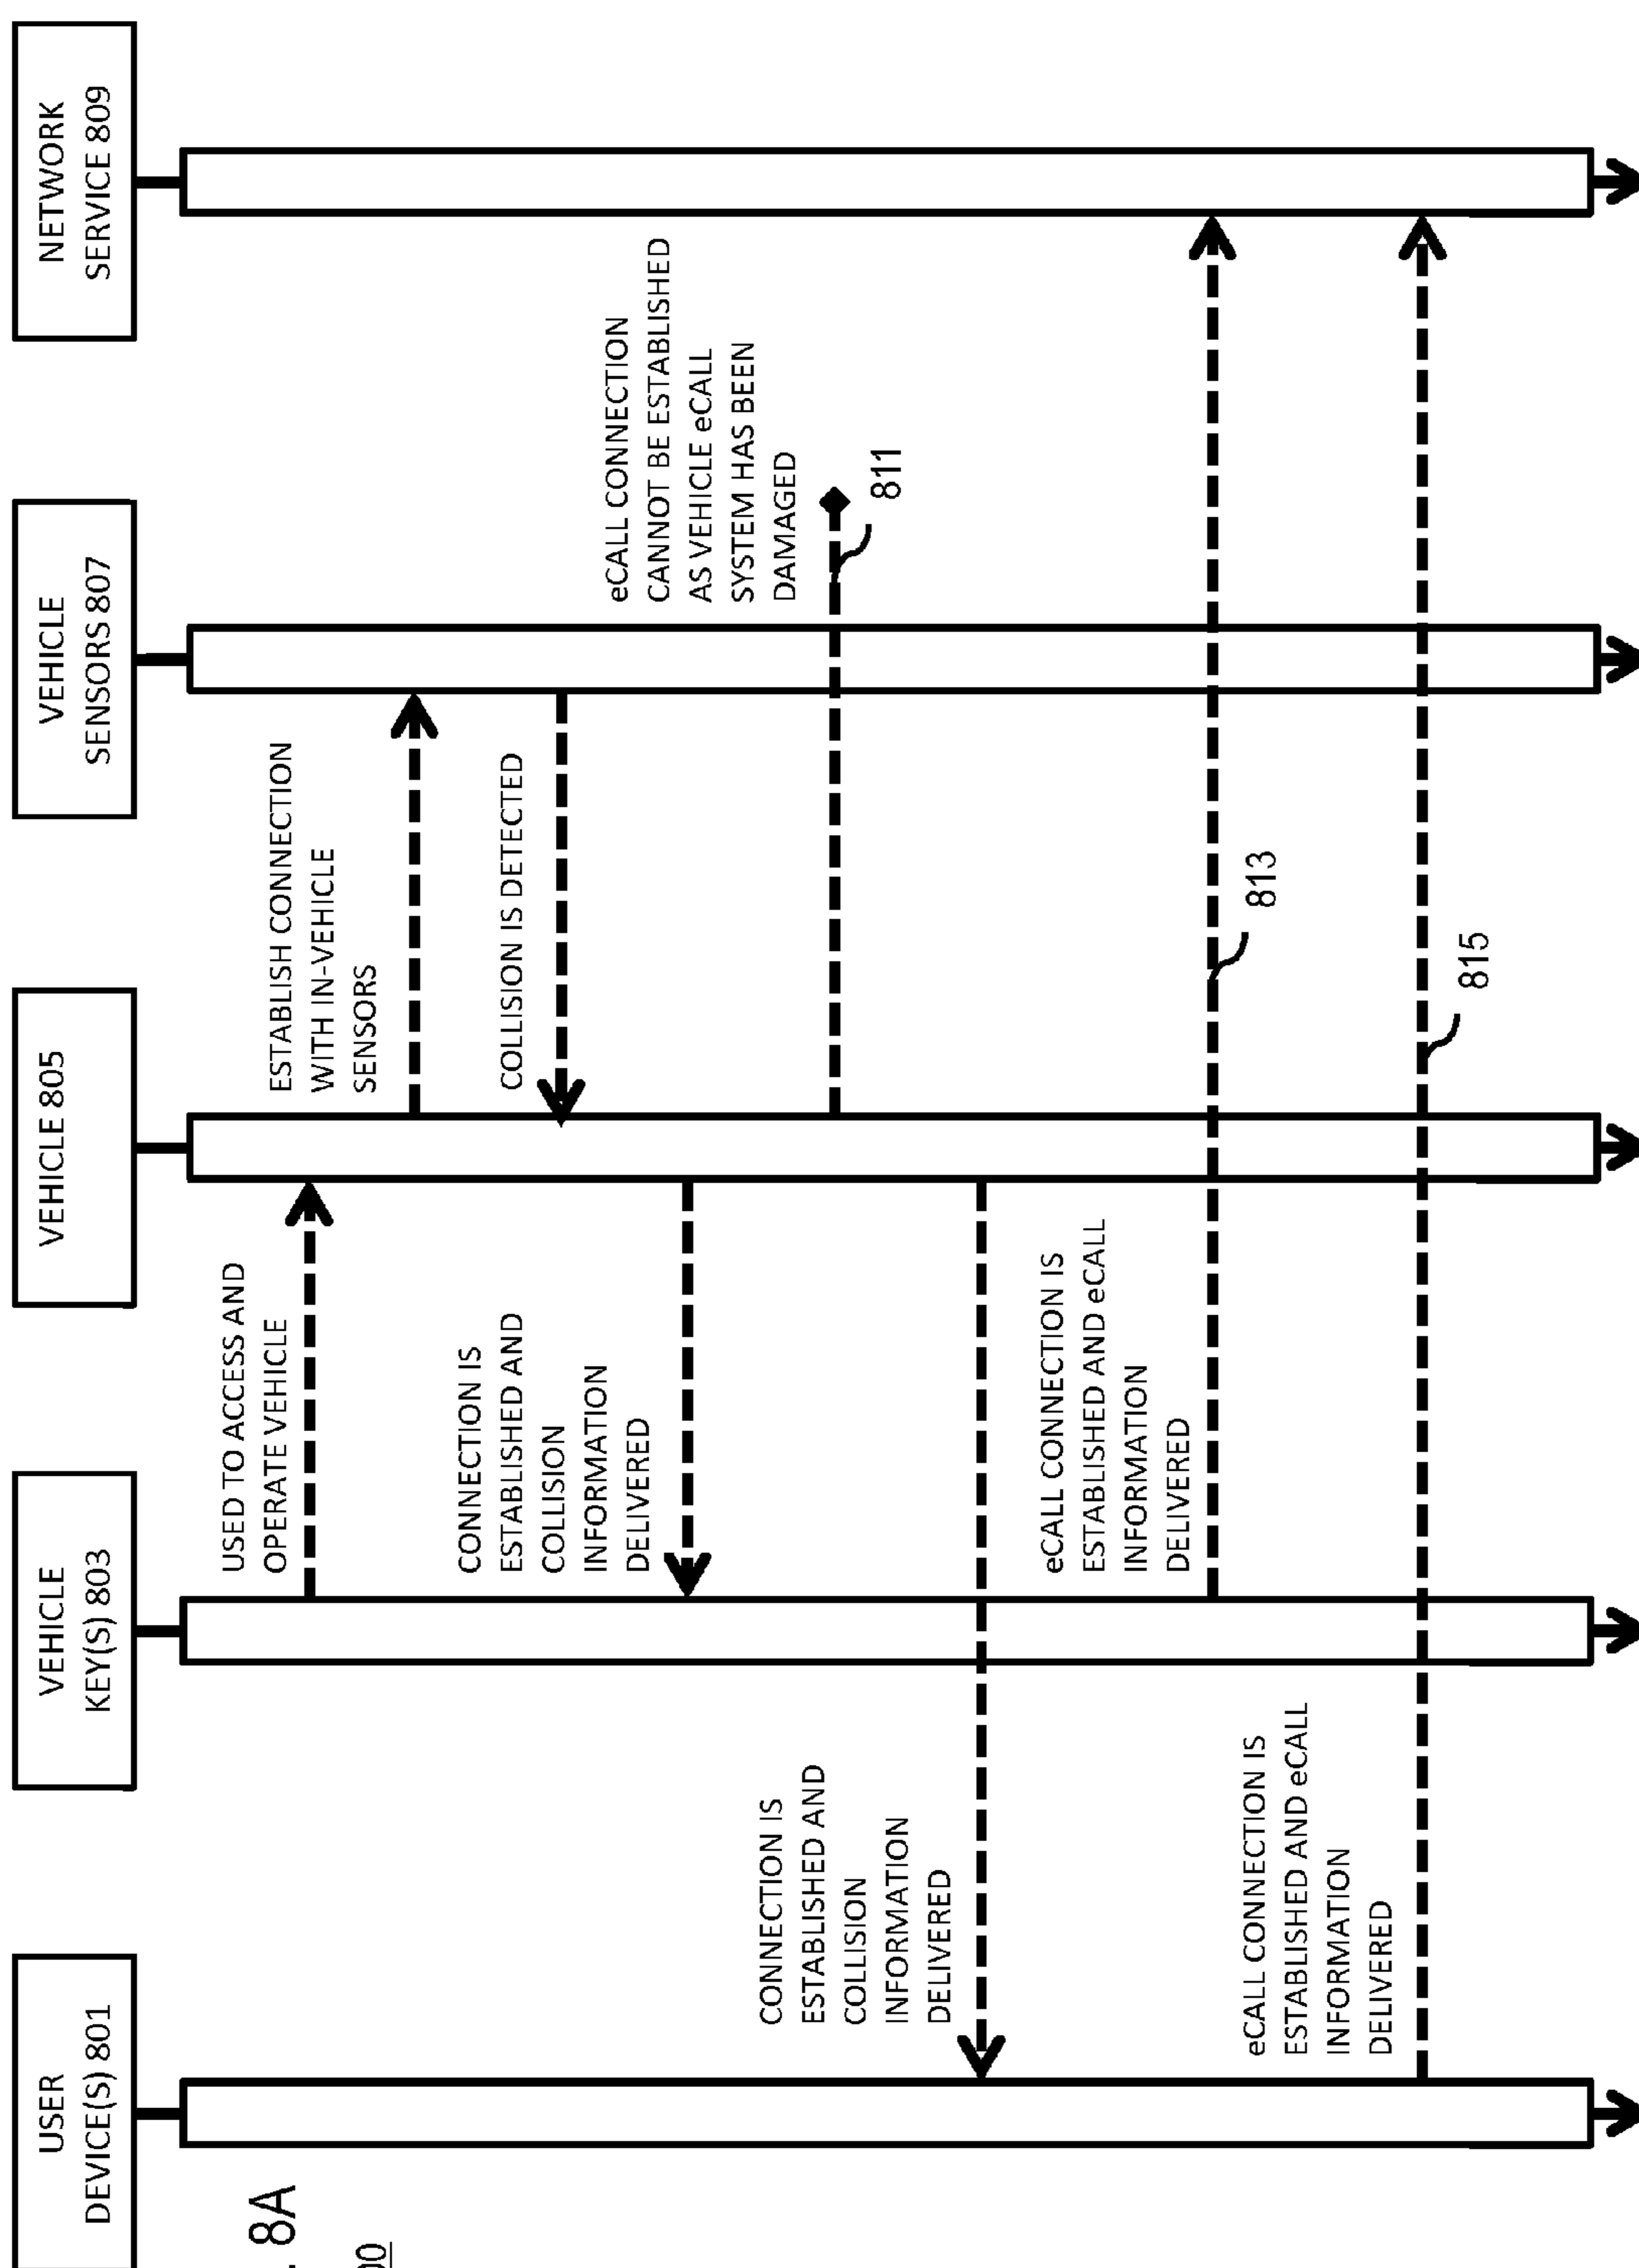 USER
DEVICE(S) 801
VEHICLE
KEY(S) 803
VEHICLE 805
VEHICLE
SENSORS 807
NETWORK
SERVICE 809
USED TO ACCESS AND
OPERATE VEHICLE
ESTABLISH CONNECTION
WITH IN-VEHICLE
SENSORS
COLLISION IS DETECTED
CONNECTION IS
ESTABLISHED AND
COLLISION
INFORMATION
DELIVERED
eCALL CONNECTION
CANNOT BE ESTABLISHED
AS VEHICLE eCALL
SYSTEM HAS BEEN
DAMAGED
811
CONNECTION IS
ESTABLISHED AND
COLLISION
INFORMATION
DELIVERED
eCALL CONNECTION IS
ESTABLISHED AND eCALL
INFORMATION
DELIVERED
813
eCALL CONNECTION IS
ESTABLISHED AND eCALL
INFORMATION
DELIVERED
815
8A